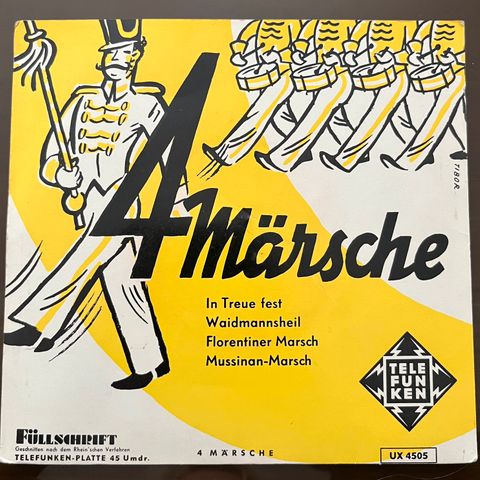 4 Märsche
TIBOR
In Treue fest
Waidmannsheil
Florentiner Marsch
Mussinan-Marsch
TELE
FUN
KEN
FÜLLSCHRIFT
Geschnitten nach dem Rhein'schen Verfahren
TELEFUNKEN-PLATTE 45 Umdr.
4 MÄRSCHE
UX 4505